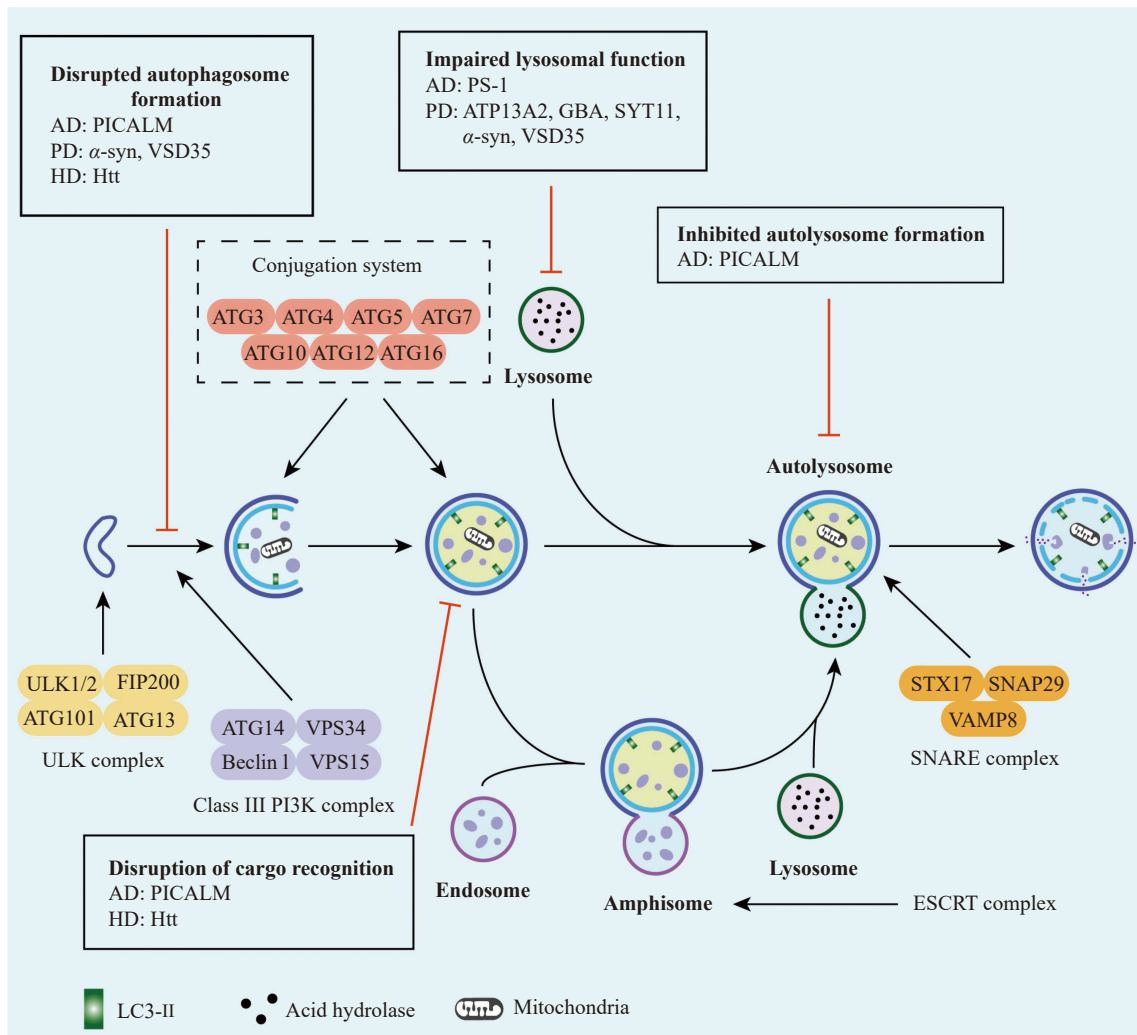 Disrupted autophagosome
formation
AD: PICALM
PD: α-syn, VSD35
HD: Htt
Impaired lysosomal function
AD: PS-1
PD: ATP13A2, GBA, SYT11,
α-syn, VSD35
Inhibited autolysosome formation
AD: PICALM
Conjugation system
ATG3 ATG4 ATG5 ATG7
ATG10 ATG12 ATG16
Lysosome
Autolysosome
ULK1/2 FIP200
ATG101 ATG13
ULK complex
ATG14 VPS34
Beclin 1 VPS15
Class III PI3K complex
STX17 SNAP29
VAMP8
SNARE complex
Disruption of cargo recognition
AD: PICALM
HD: Htt
Endosome
Amphisome
Lysosome
ESCRT complex
LC3-II
Acid hydrolase
Mitochondria